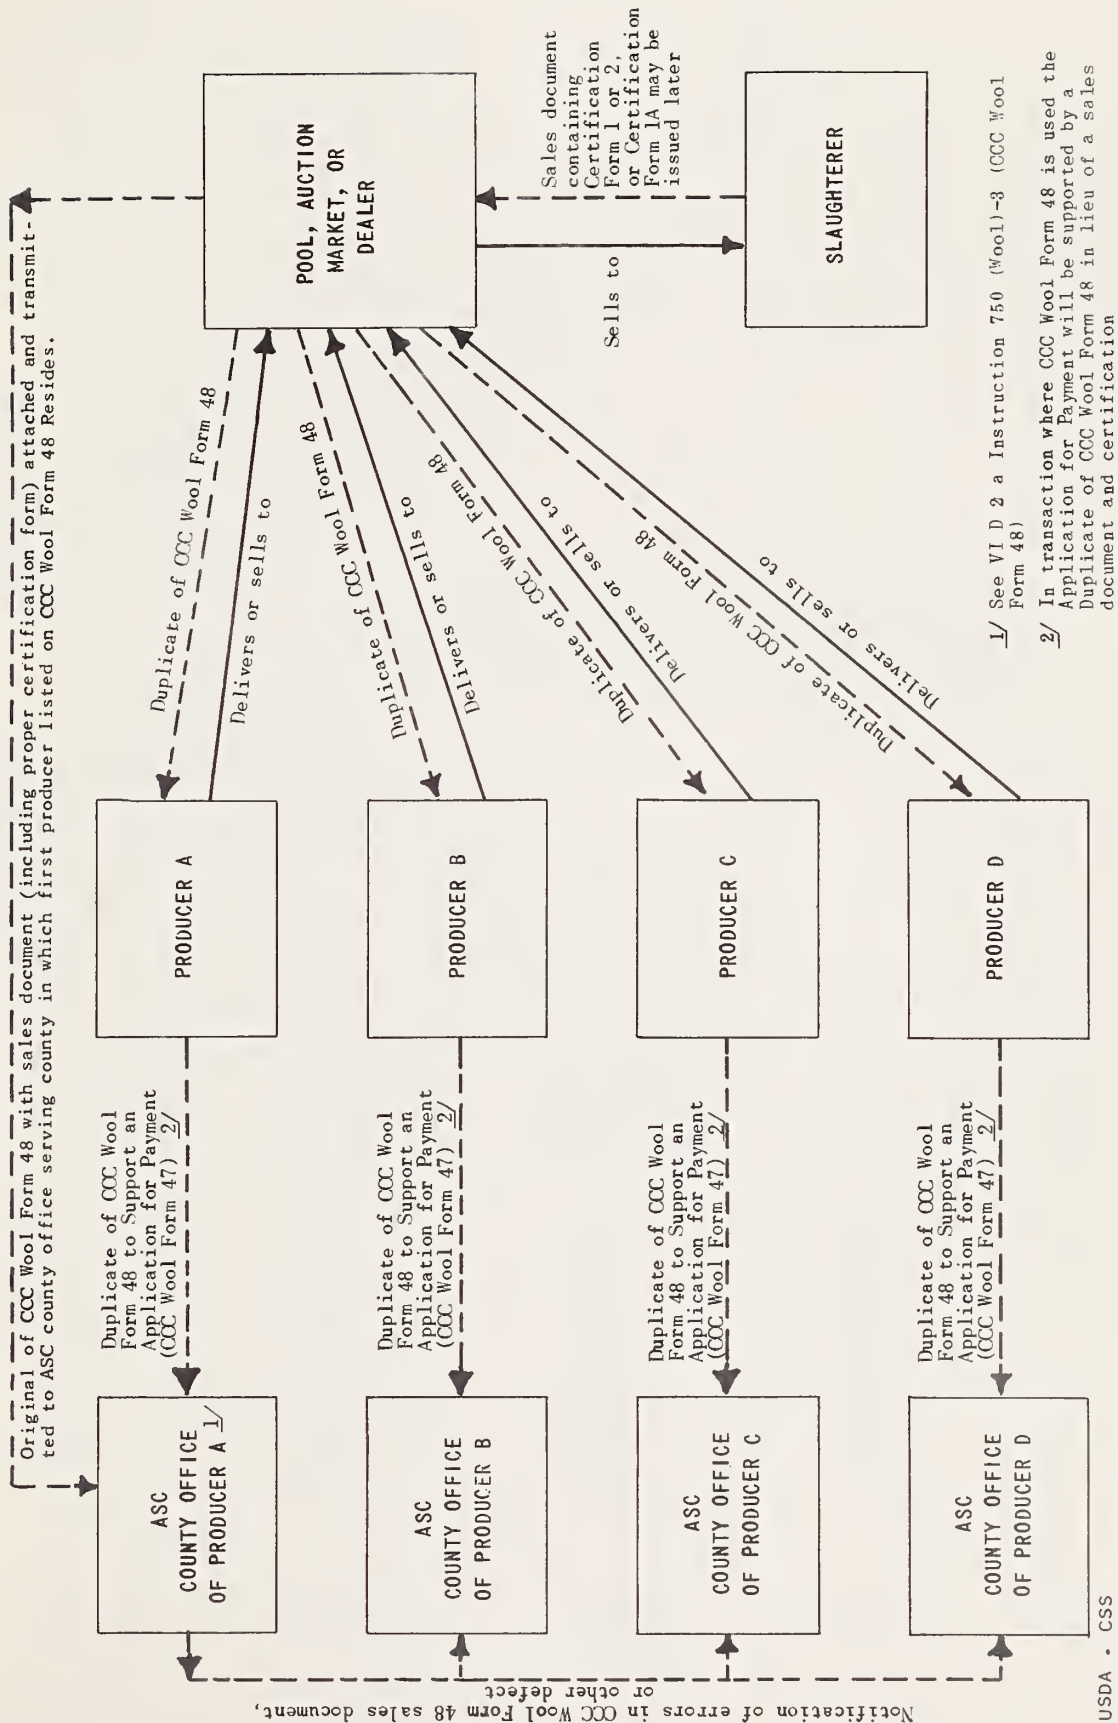 Original of CCC Wool Form 48 with sales document (including proper certification form) attached and transmit-
ted to ASC county office serving county in which first producer listed on CCC Wool Form 48 Resides.
ASC
COUNTY OFFICE
OF PRODUCER A 1/
Duplicate of CCC Wool
Form 48 to Support an
Application for Payment
(CCC Wool Form 47) 2/
PRODUCER A
Duplicate of CCC Wool Form 48
Delivers or sells to
ASC
COUNTY OFFICE
OF PRODUCER B
Duplicate of CCC Wool
Form 48 to Support an
Application for Payment
(CCC Wool Form 47) 2/
PRODUCER B
Duplicate of CCC Wool Form 48
Delivers or sells to
ASC
COUNTY OFFICE
OF PRODUCER C
Duplicate of CCC Wool
Form 48 to Support an
Application for Payment
(CCC Wool Form 47) 2/
PRODUCER C
Duplicate of CCC Wool Form 48
Delivers or sells to
ASC
COUNTY OFFICE
OF PRODUCER D
Duplicate of CCC Wool
Form 48 to Support an
Application for Payment
(CCC Wool Form 47) 2/
PRODUCER D
Duplicate of CCC Wool Form 48
Delivers or sells to
POOL, AUCTION
MARKET, OR
DEALER
Sells to
Sales document
containing
Certification
Form 1 or 2,
or Certification
Form 1A may be
issued later
SLAUGHTERER
Notification of errors in CCC Wool Form 48 sales document,
or other defect
1/ See VI D 2 a Instruction 750 (Wool)-3 (CCC Wool
Form 48)
2/ In transaction where CCC Wool Form 48 is used the
Application for Payment will be supported by a
Duplicate of CCC Wool Form 48 in lieu of a sales
document and certification
USDA - CSS